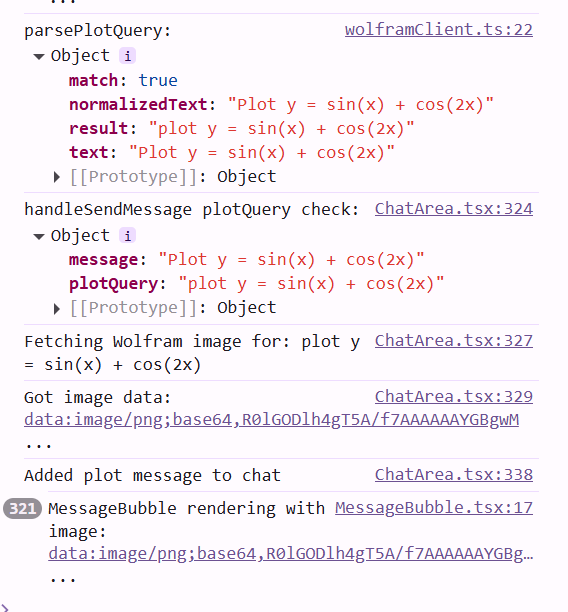 ...
parsePlotQuery: wolframClient.ts:22
Object i
match: true
normalizedText: "Plot y = sin(x) + cos(2x)"
result: "plot y = sin(x) + cos(2x)"
text: "Plot y = sin(x) + cos(2x)"
[[Prototype]]: Object
handleSendMessage plotQuery check: ChatArea.tsx:324
Object i
message: "Plot y = sin(x) + cos(2x)"
plotQuery: "plot y = sin(x) + cos(2x)"
[[Prototype]]: Object
Fetching Wolfram image for: plot y ChatArea.tsx:327
= sin(x) + cos(2x)
Got image data: ChatArea.tsx:329
data:image/png;base64,R0lGODlh4gT5A/f7AAAAAAYGBgwM
...
Added plot message to chat ChatArea.tsx:338
321 MessageBubble rendering with MessageBubble.tsx:17
image:
data:image/png;base64,R0lGODlh4gT5A/f7AAAAAAYGBg…
...
>